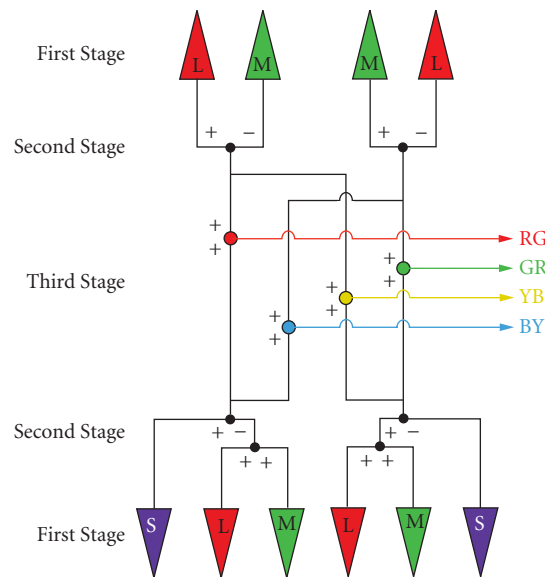 First Stage
L M M L
+ − + −
Second Stage
+ +
RG
+ +
GR
Third Stage
+ +
YB
+ +
BY
Second Stage
+ − + −
+ + + +
S L M L M S
First Stage